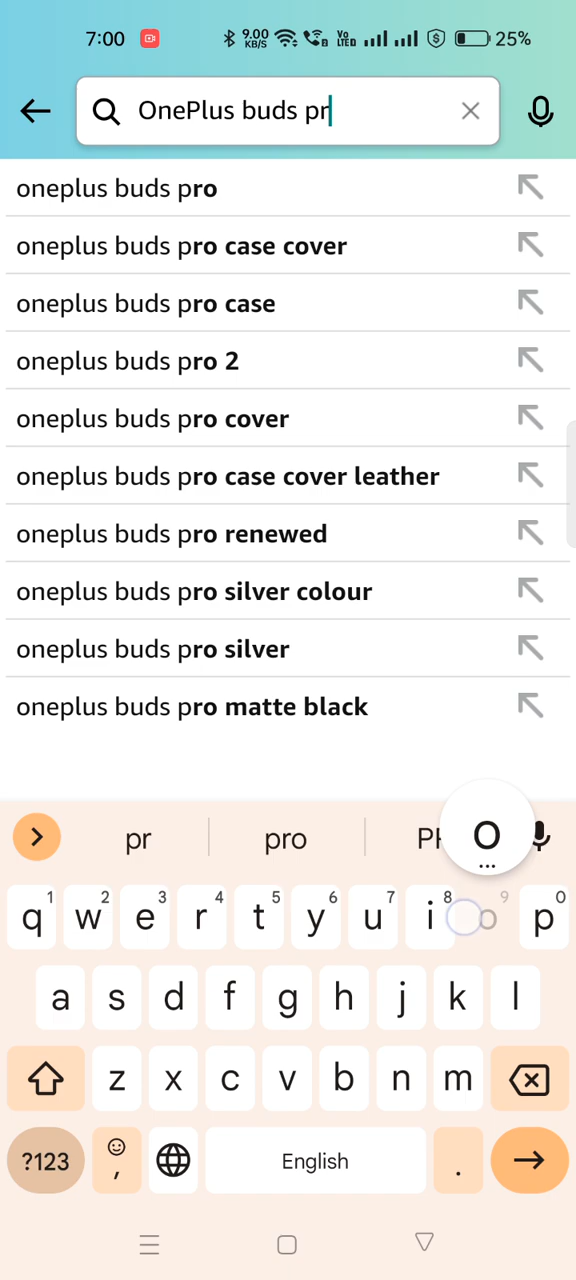 7:00 9.00 KB/S Vo LTE D 25%
OnePlus buds pr
oneplus buds pro
oneplus buds pro case cover
oneplus buds pro case
oneplus buds pro 2
oneplus buds pro cover
oneplus buds pro case cover leather
oneplus buds pro renewed
oneplus buds pro silver colour
oneplus buds pro silver
oneplus buds pro matte black
pr pro o
q 1 w 2 e 3 r 4 t 5 y 6 u 7 i 8 o 9 p 0
a s d f g h j k l
z x c v b n m
?123 , English .